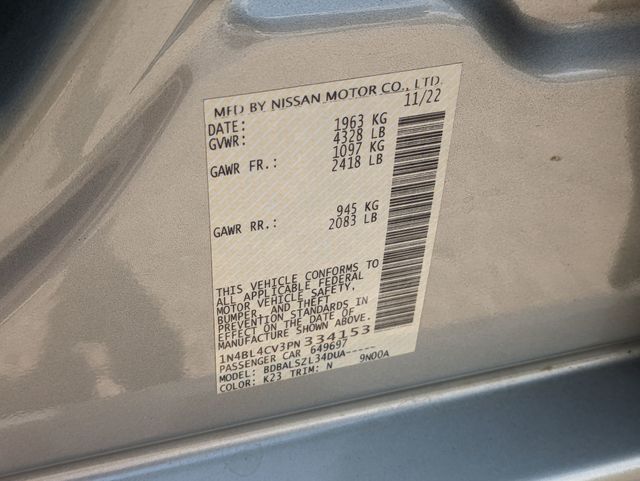 MFD BY NISSAN MOTOR CO., LTD.
DATE: 11/22
GVWR: 1963 KG
4328 LB
GAWR FR.: 1097 KG
2418 LB
GAWR RR.: 945 KG
2083 LB
THIS VEHICLE CONFORMS TO
ALL APPLICABLE FEDERAL
MOTOR VEHICLE SAFETY,
BUMPER, AND THEFT
PREVENTION STANDARDS IN
EFFECT ON THE DATE OF
MANUFACTURE SHOWN ABOVE.
1N4BL4CV3PN334153
PASSENGER CAR 649697
MODEL: BDBALSZL34DUA-----
COLOR: K23 TRIM: N 9N00A